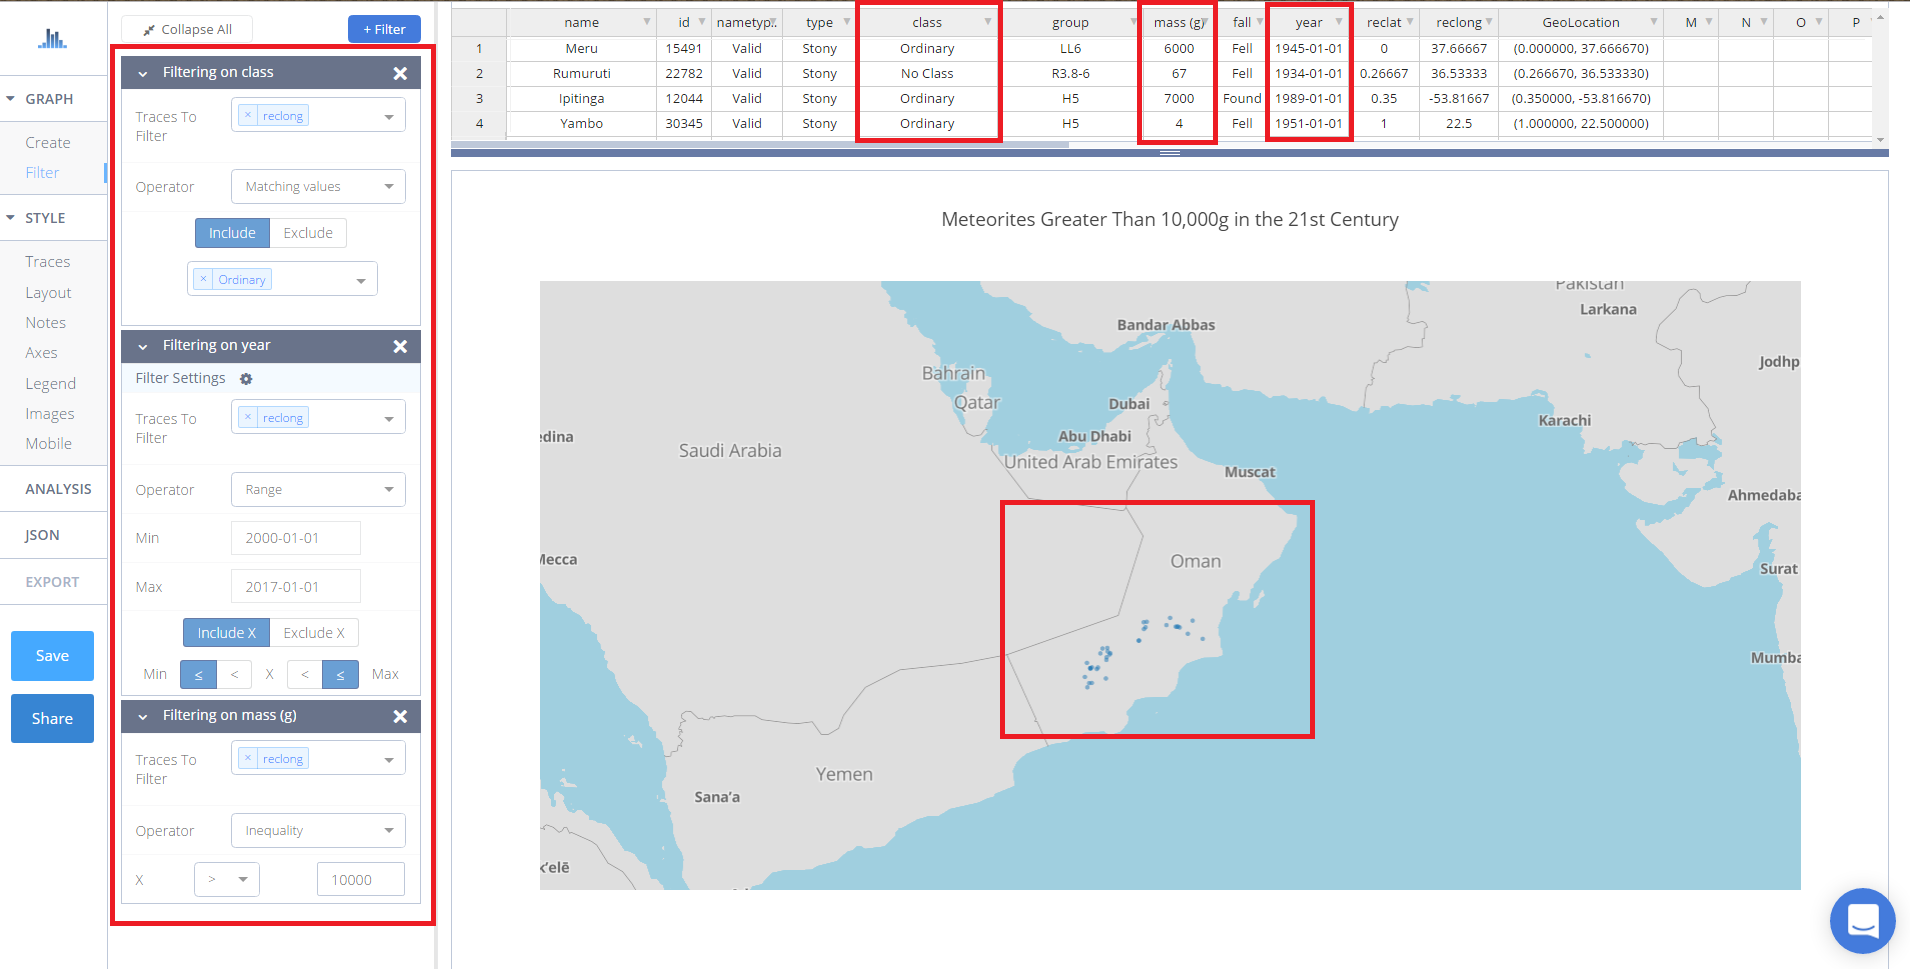 Collapse All
+ Filter
GRAPH
Create
Filter
STYLE
Traces
Layout
Notes
Axes
Legend
Images
Mobile
ANALYSIS
JSON
EXPORT
Save
Share
Filtering on class
Traces To
Filter
× reclong
Operator
Matching values
Include Exclude
× Ordinary
Filtering on year
Filter Settings
Traces To
Filter
× reclong
Operator
Range
Min
2000-01-01
Max
2017-01-01
Include X Exclude X
Min ≤ < X < ≤ Max
Filtering on mass (g)
Traces To
Filter
× reclong
Operator
Inequality
X > 10000
name id nametyp.. type class group mass (g) fall year reclat reclong GeoLocation M N O P
1 Meru 15491 Valid Stony Ordinary LL6 6000 Fell 1945-01-01 0 37.66667 (0.000000, 37.666670)
2 Rumuruti 22782 Valid Stony No Class R3.8-6 67 Fell 1934-01-01 0.26667 36.53333 (0.266670, 36.533330)
3 Ipitinga 12044 Valid Stony Ordinary H5 7000 Found 1989-01-01 0.35 -53.81667 (0.350000, -53.816670)
4 Yambo 30345 Valid Stony Ordinary H5 4 Fell 1951-01-01 1 22.5 (1.000000, 22.500000)
Meteorites Greater Than 10,000g in the 21st Century
Pakistan
Larkana
Bandar Abbas
Jodhp
Bahrain
Qatar
Dubai
Karachi
edina
Abu Dhabi
Saudi Arabia
United Arab Emirates
Muscat
Ahmedaba
Mecca
Oman
Surat
Mumba
Yemen
Sana'a
k'elē